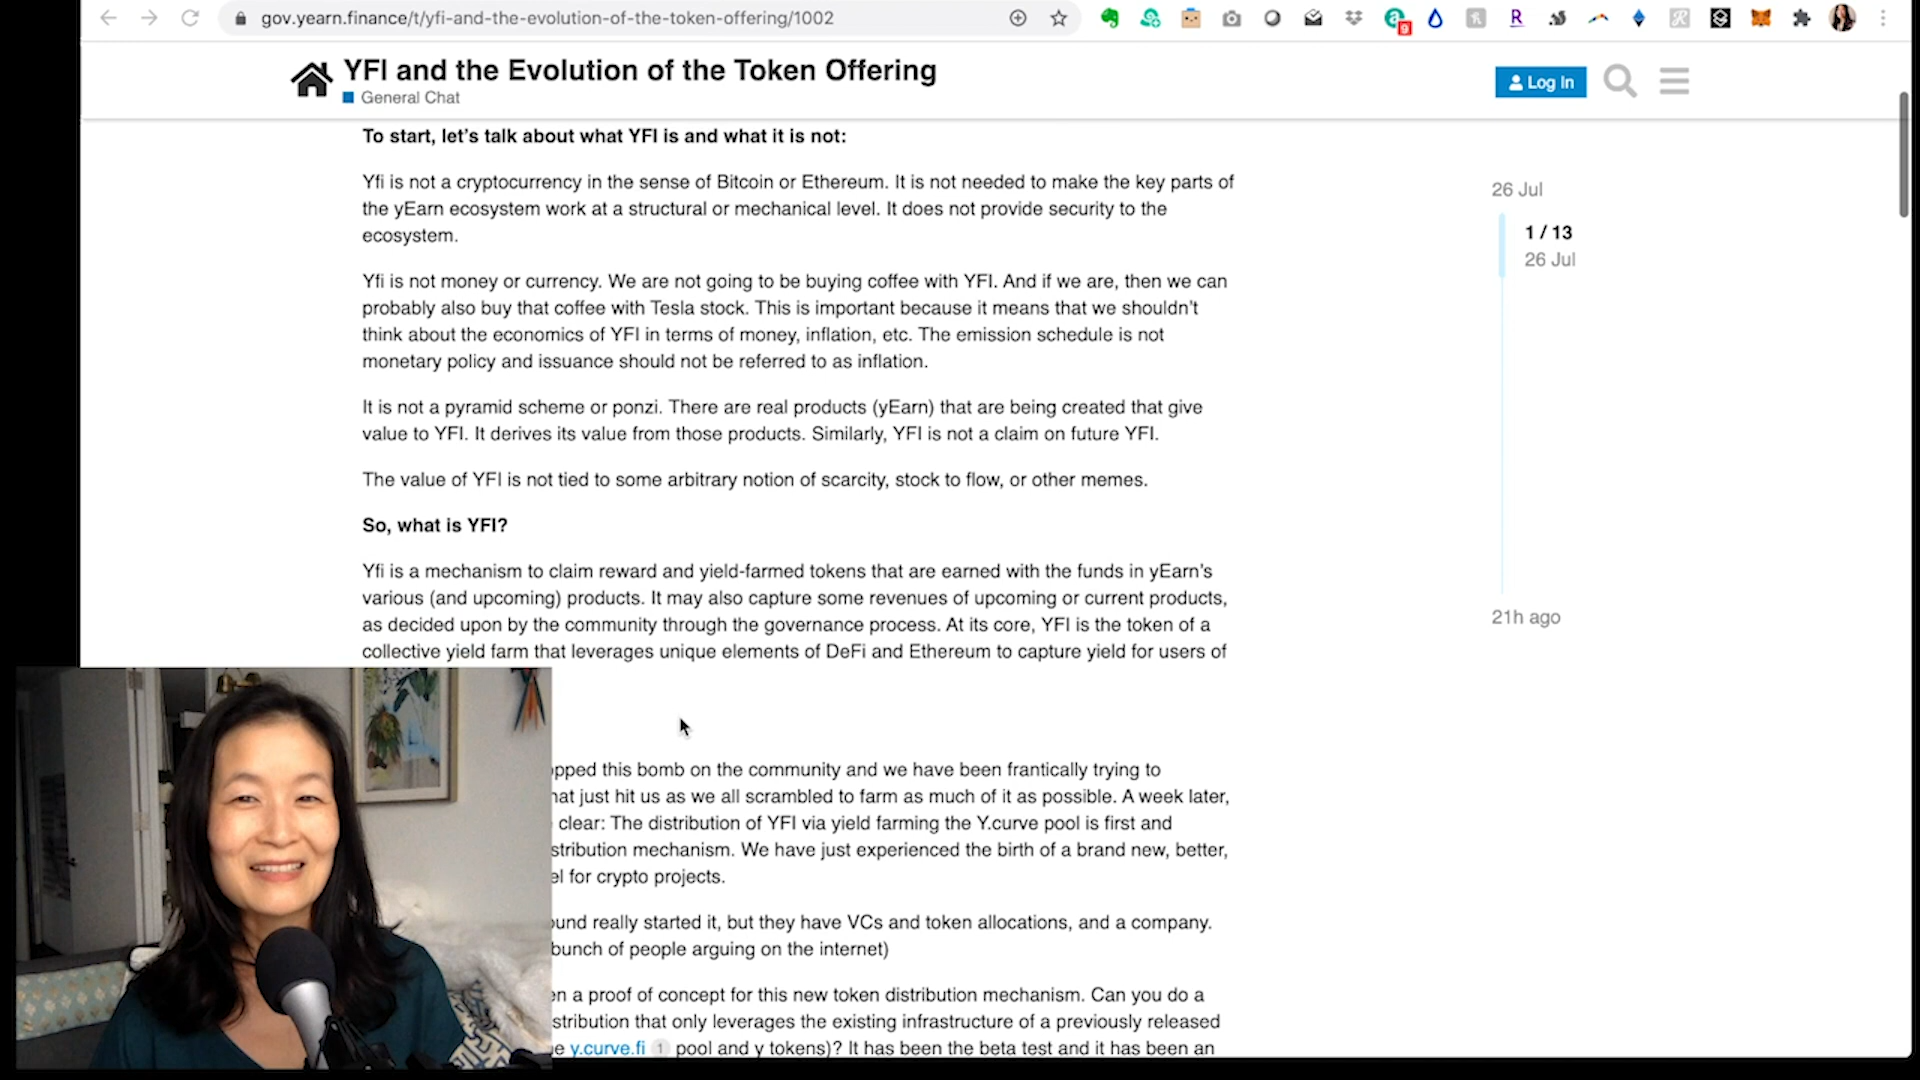 gov.yearn.finance/t/yfi-and-the-evolution-of-the-token-offering/1002
YFI and the Evolution of the Token Offering
General Chat
Log In
To start, let's talk about what YFI is and what it is not:
Yfi is not a cryptocurrency in the sense of Bitcoin or Ethereum. It is not needed to make the key parts of
the yEarn ecosystem work at a structural or mechanical level. It does not provide security to the
ecosystem.
Yfi is not money or currency. We are not going to be buying coffee with YFI. And if we are, then we can
probably also buy that coffee with Tesla stock. This is important because it means that we shouldn't
think about the economics of YFI in terms of money, inflation, etc. The emission schedule is not
monetary policy and issuance should not be referred to as inflation.
It is not a pyramid scheme or ponzi. There are real products (yEarn) that are being created that give
value to YFI. It derives its value from those products. Similarly, YFI is not a claim on future YFI.
The value of YFI is not tied to some arbitrary notion of scarcity, stock to flow, or other memes.
So, what is YFI?
Yfi is a mechanism to claim reward and yield-farmed tokens that are earned with the funds in yEarn's
various (and upcoming) products. It may also capture some revenues of upcoming or current products,
as decided upon by the community through the governance process. At its core, YFI is the token of a
collective yield farm that leverages unique elements of DeFi and Ethereum to capture yield for users of
this bomb on the community and we have been frantically trying to
just hit us as we all scrambled to farm as much of it as possible. A week later,
clear: The distribution of YFI via yield farming the Y.curve pool is first and
mechanism. We have just experienced the birth of a brand new, better,
for crypto projects.
really started it, but they have VCs and token allocations, and a company.
bunch of people arguing on the internet)
a proof of concept for this new token distribution mechanism. Can you do a
that only leverages the existing infrastructure of a previously released
y.curve.fi 1 pool and y tokens)? It has been the beta test and it has been an
26 Jul
1 / 13
26 Jul
21h ago